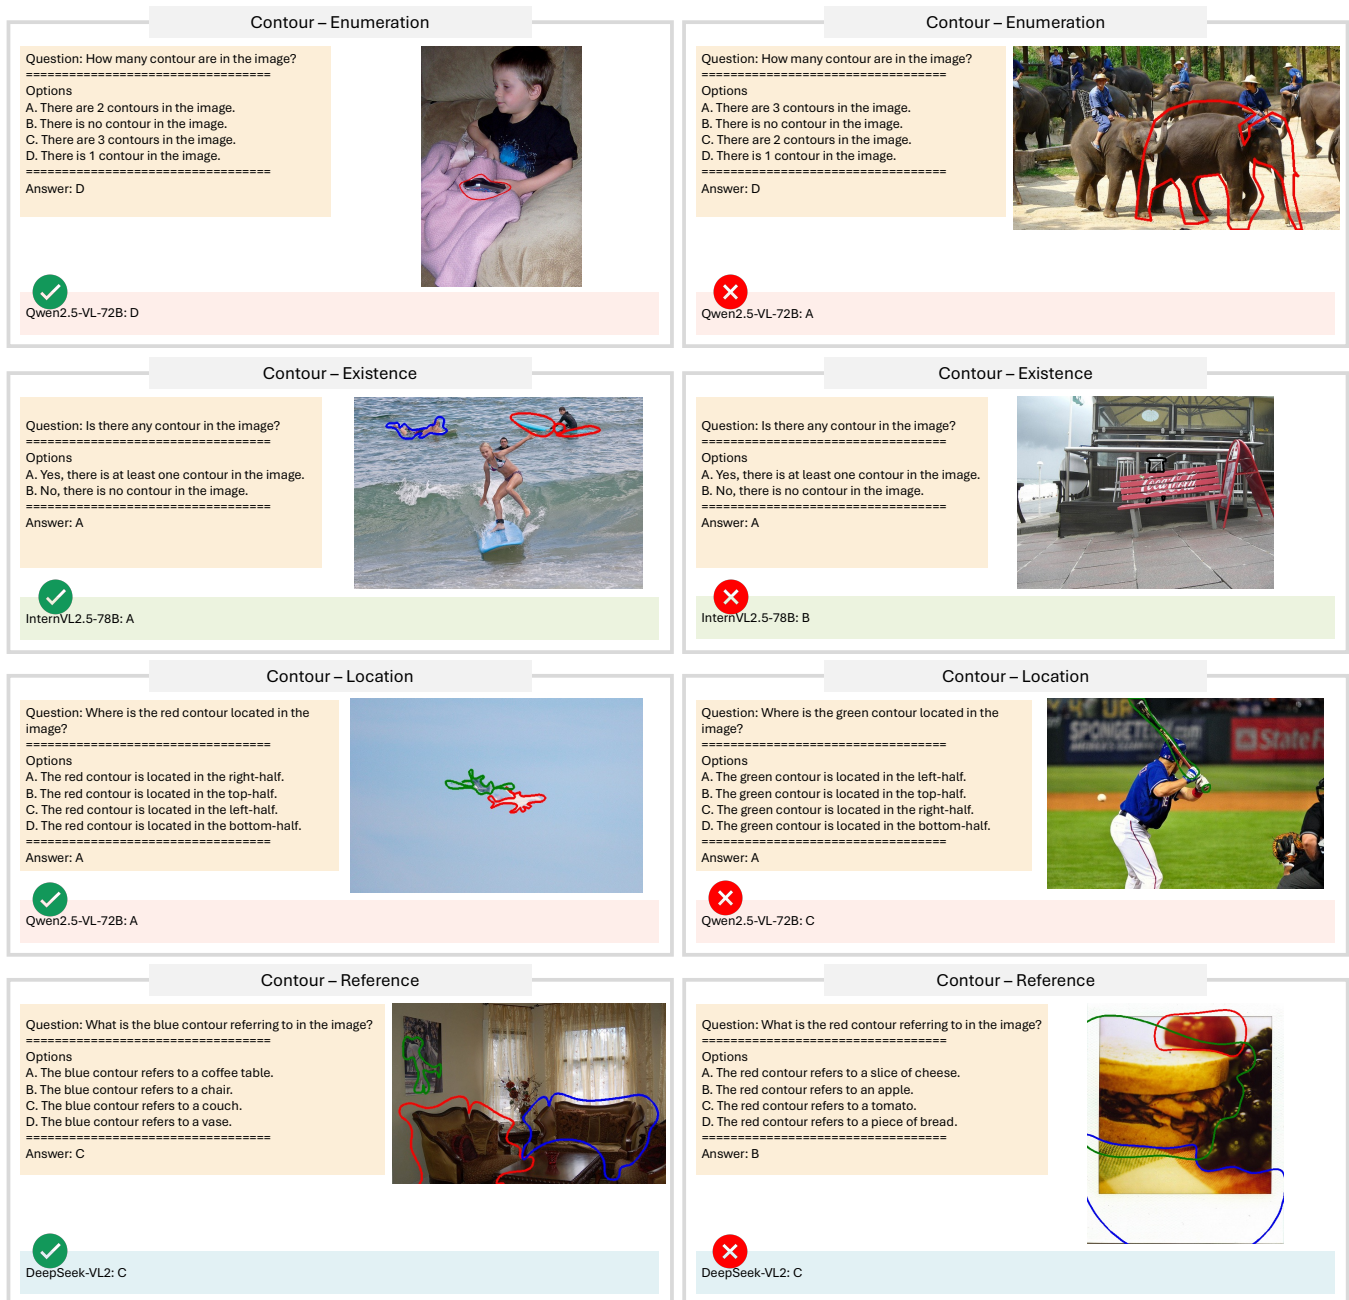 Contour – Enumeration
Question: How many contour are in the image?
==================================
Options
A. There are 2 contours in the image.
B. There is no contour in the image.
C. There are 3 contours in the image.
D. There is 1 contour in the image.
==================================
Answer: D
Qwen2.5-VL-72B: D
Contour – Enumeration
Question: How many contour are in the image?
==================================
Options
A. There are 3 contours in the image.
B. There is no contour in the image.
C. There are 2 contours in the image.
D. There is 1 contour in the image.
==================================
Answer: D
Qwen2.5-VL-72B: A
Contour – Existence
Question: Is there any contour in the image?
==================================
Options
A. Yes, there is at least one contour in the image.
B. No, there is no contour in the image.
==================================
Answer: A
InternVL2.5-78B: A
Contour – Existence
Question: Is there any contour in the image?
==================================
Options
A. Yes, there is at least one contour in the image.
B. No, there is no contour in the image.
==================================
Answer: A
Coca-Cola
InternVL2.5-78B: B
Contour – Location
Question: Where is the red contour located in the
image?
==================================
Options
A. The red contour is located in the right-half.
B. The red contour is located in the top-half.
C. The red contour is located in the left-half.
D. The red contour is located in the bottom-half.
==================================
Answer: A
Qwen2.5-VL-72B: A
Contour – Location
Question: Where is the green contour located in the
image?
==================================
Options
A. The green contour is located in the left-half.
B. The green contour is located in the top-half.
C. The green contour is located in the right-half.
D. The green contour is located in the bottom-half.
==================================
Answer: A
State F
Qwen2.5-VL-72B: C
Contour – Reference
Question: What is the blue contour referring to in the image?
==================================
Options
A. The blue contour refers to a coffee table.
B. The blue contour refers to a chair.
C. The blue contour refers to a couch.
D. The blue contour refers to a vase.
==================================
Answer: C
DeepSeek-VL2: C
Contour – Reference
Question: What is the red contour referring to in the image?
==================================
Options
A. The red contour refers to a slice of cheese.
B. The red contour refers to an apple.
C. The red contour refers to a tomato.
D. The red contour refers to a piece of bread.
==================================
Answer: B
DeepSeek-VL2: C